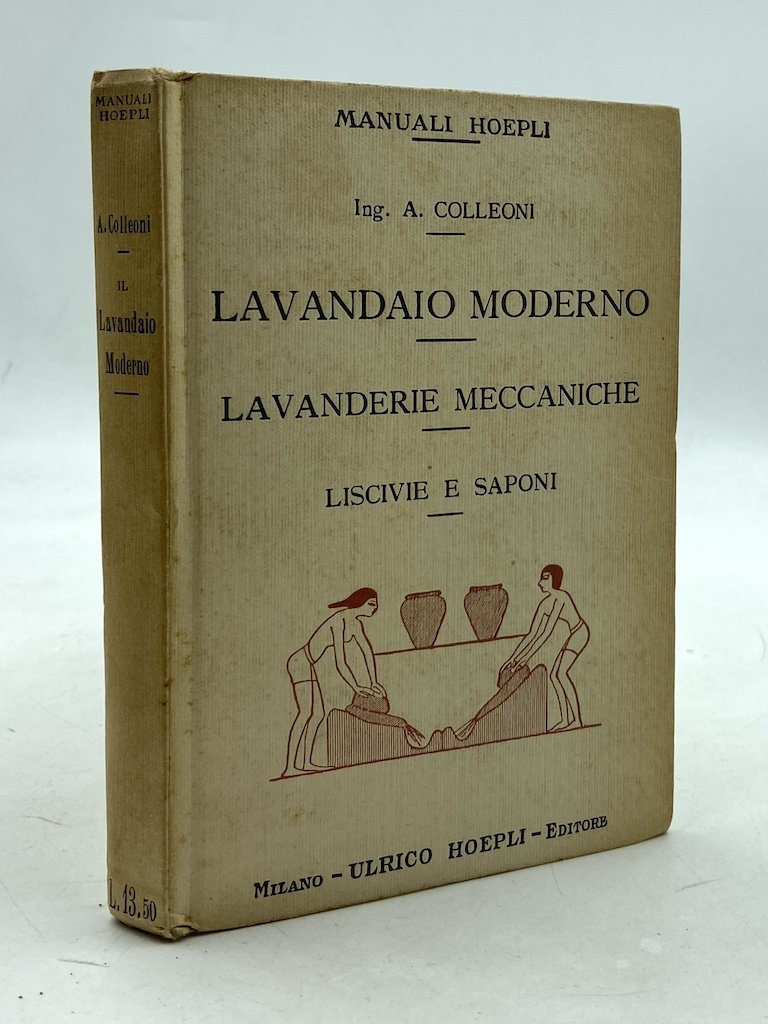 MANUALI
HOEPLI
A. Colleoni
IL
Lavandaio
Moderno
L. 13.50
MANUALI HOEPLI
Ing. A. COLLEONI
LAVANDAIO MODERNO
LAVANDERIE MECCANICHE
LISCIVIE E SAPONI
MILANO - ULRICO HOEPLI - EDITORE